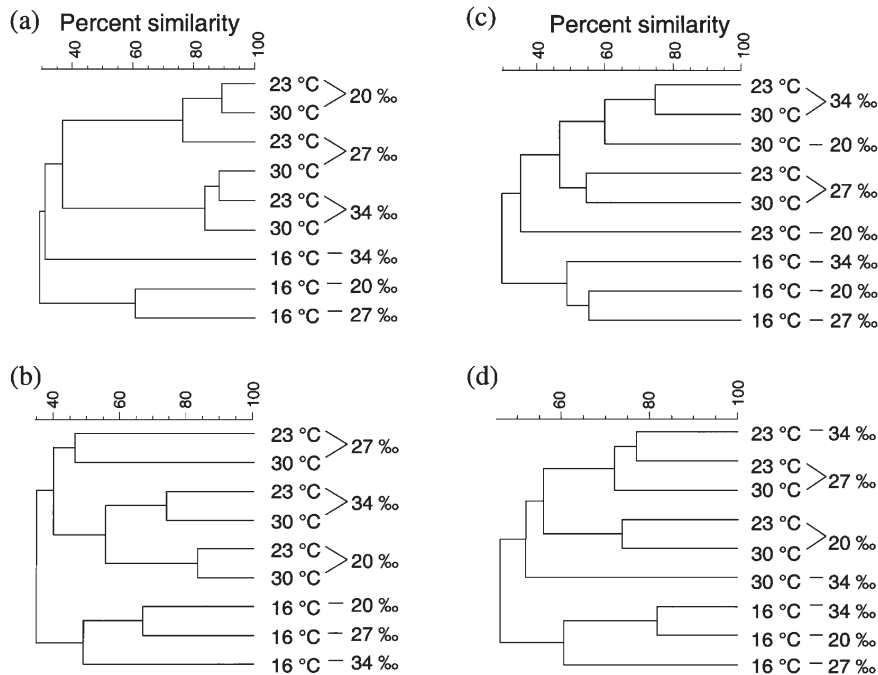 (a)
Percent similarity
40 60 80 100
23 °C
30 °C
20 ‰
23 °C
30 °C
27 ‰
23 °C
30 °C
34 ‰
16 °C — 34 ‰
16 °C — 20 ‰
16 °C — 27 ‰
(c)
Percent similarity
40 60 80 100
23 °C
30 °C
34 ‰
30 °C — 20 ‰
23 °C
30 °C
27 ‰
23 °C — 20 ‰
16 °C — 34 ‰
16 °C — 20 ‰
16 °C — 27 ‰
(b)
40 60 80 100
23 °C
30 °C
27 ‰
23 °C
30 °C
34 ‰
23 °C
30 °C
20 ‰
16 °C — 20 ‰
16 °C — 27 ‰
16 °C — 34 ‰
(d)
60 80 100
23 °C — 34 ‰
23 °C
30 °C
27 ‰
23 °C
30 °C
20 ‰
30 °C — 34 ‰
16 °C — 34 ‰
16 °C — 20 ‰
16 °C — 27 ‰